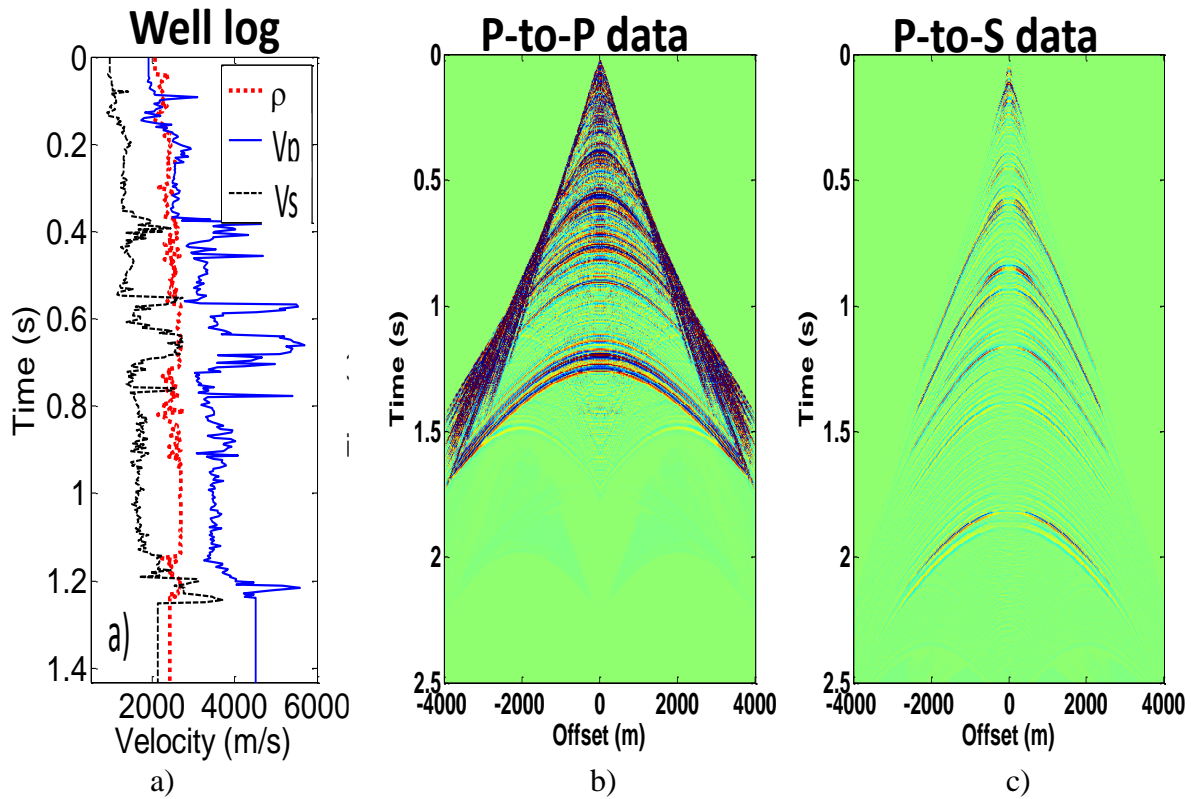 Well log
ρ
Vp
Vs
0
0.2
0.4
0.6
0.8
1
1.2
1.4
Time (s)
a)
2000 4000 6000
Velocity (m/s)
a)
P-to-P data
0
0.5
1
1.5
2
2.5
Time (s)
-4000 -2000 0 2000 4000
Offset (m)
b)
P-to-S data
0
0.5
1
1.5
2
2.5
Time (s)
-4000 -2000 0 2000 4000
Offset (m)
c)